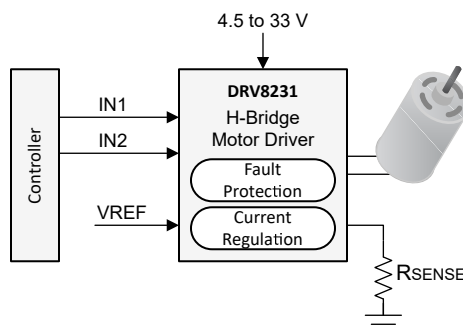 4.5 to 33 V
DRV8231
H-Bridge
Motor Driver
Controller
IN1
IN2
Fault
Protection
VREF
Current
Regulation
RSENSE